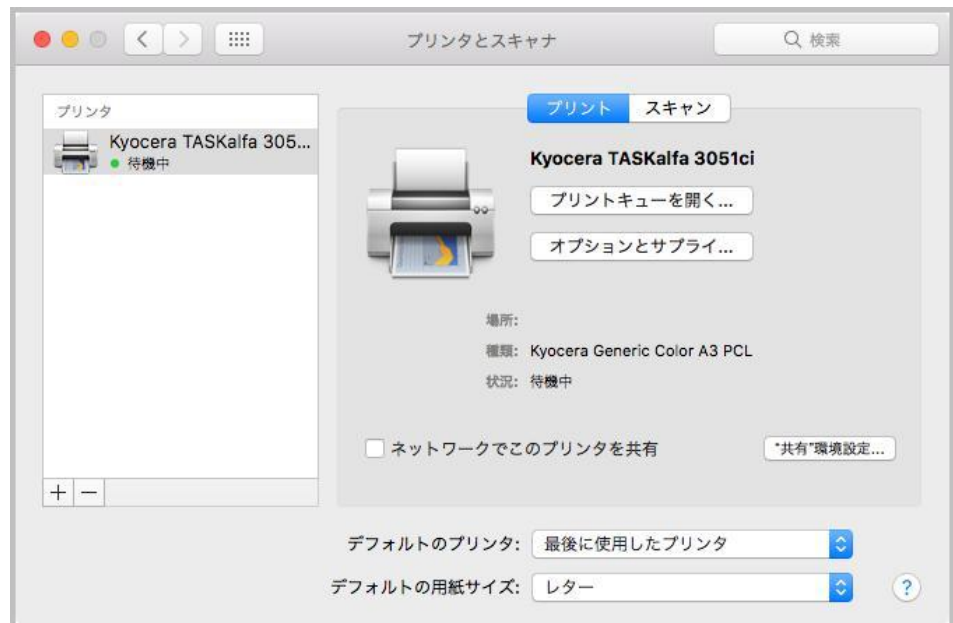 プリンタとスキャナ
検索
プリンタ
Kyocera TASKalfa 305...
待機中
プリント スキャン
Kyocera TASKalfa 3051ci
プリントキューを開く...
オプションとサプライ...
場所:
種類: Kyocera Generic Color A3 PCL
状況: 待機中
ネットワークでこのプリンタを共有
"共有"環境設定...
デフォルトのプリンタ: 最後に使用したプリンタ
デフォルトの用紙サイズ: レター
?